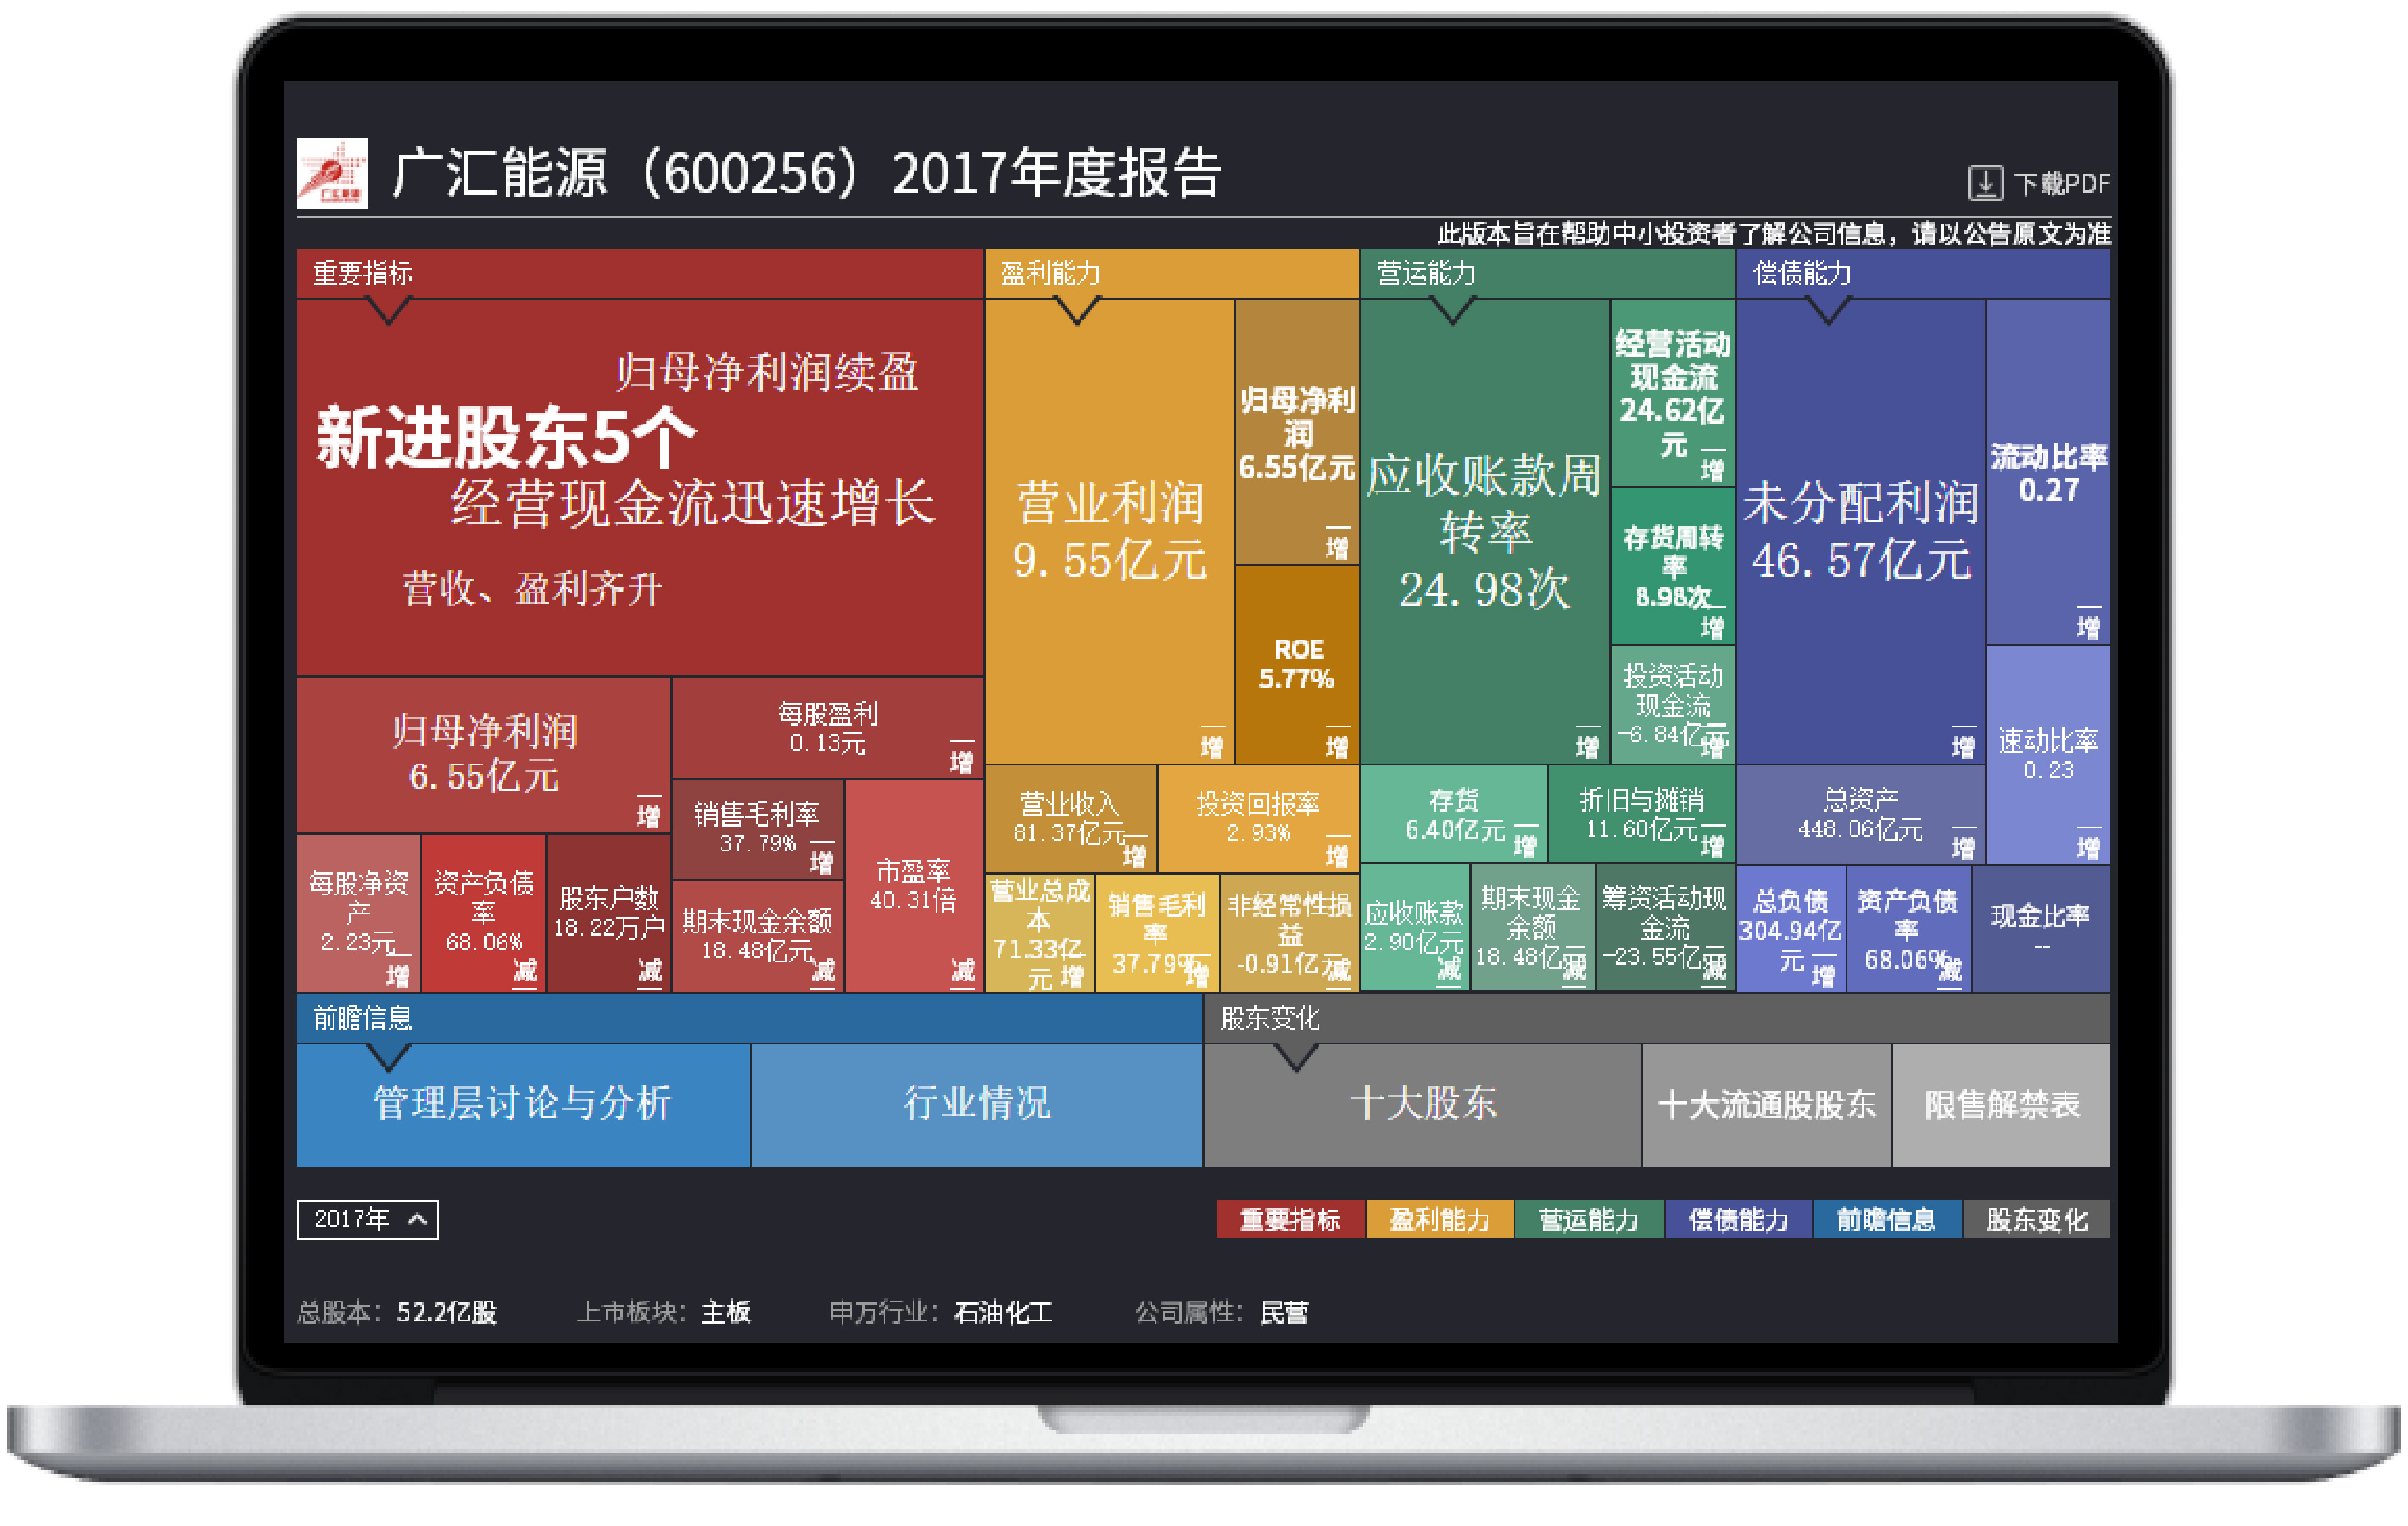 广汇能源（600256）2017年度报告
下载PDF
此版本旨在帮助中小投资者了解公司信息，请以公告原文为准
重要指标
归母净利润续盈
新进股东5个
经营现金流迅速增长
营收、盈利齐升
归母净利润
6.55亿元
增
每股盈利
0.13元
增
销售毛利率
37.79%
增
市盈率
40.31倍
减
每股净资
产
2.23元
增
资产负债
率
68.06%
减
股东户数
18.22万户
减
期末现金余额
18.48亿元
减
盈利能力
营业利润
9.55亿元
增
归母净利
润
6.55亿元
增
ROE
5.77%
增
营业收入
81.37亿元
增
投资回报率
2.93%
增
营业总成
本
71.33亿
元
增
销售毛利
率
37.79%
增
非经常性损
益
-0.91亿元
减
营运能力
应收账款周
转率
24.98次
增
经营活动
现金流
24.62亿
元
增
存货周转
率
8.98次
增
投资活动
现金流
-6.84亿元
增
存货
6.40亿元
增
折旧与摊销
11.60亿元
增
应收账款
2.90亿元
减
期末现金
余额
18.48亿元
减
筹资活动现
金流
-23.55亿元
减
偿债能力
未分配利润
46.57亿元
增
流动比率
0.27
增
速动比率
0.23
增
总资产
448.06亿元
增
总负债
304.94亿
元
增
资产负债
率
68.06%
减
现金比率
--
前瞻信息
管理层讨论与分析
行业情况
股东变化
十大股东
十大流通股股东
限售解禁表
2017年
重要指标 盈利能力 营运能力 偿债能力 前瞻信息 股东变化
总股本：52.2亿股 上市板块：主板 申万行业：石油化工 公司属性：民营